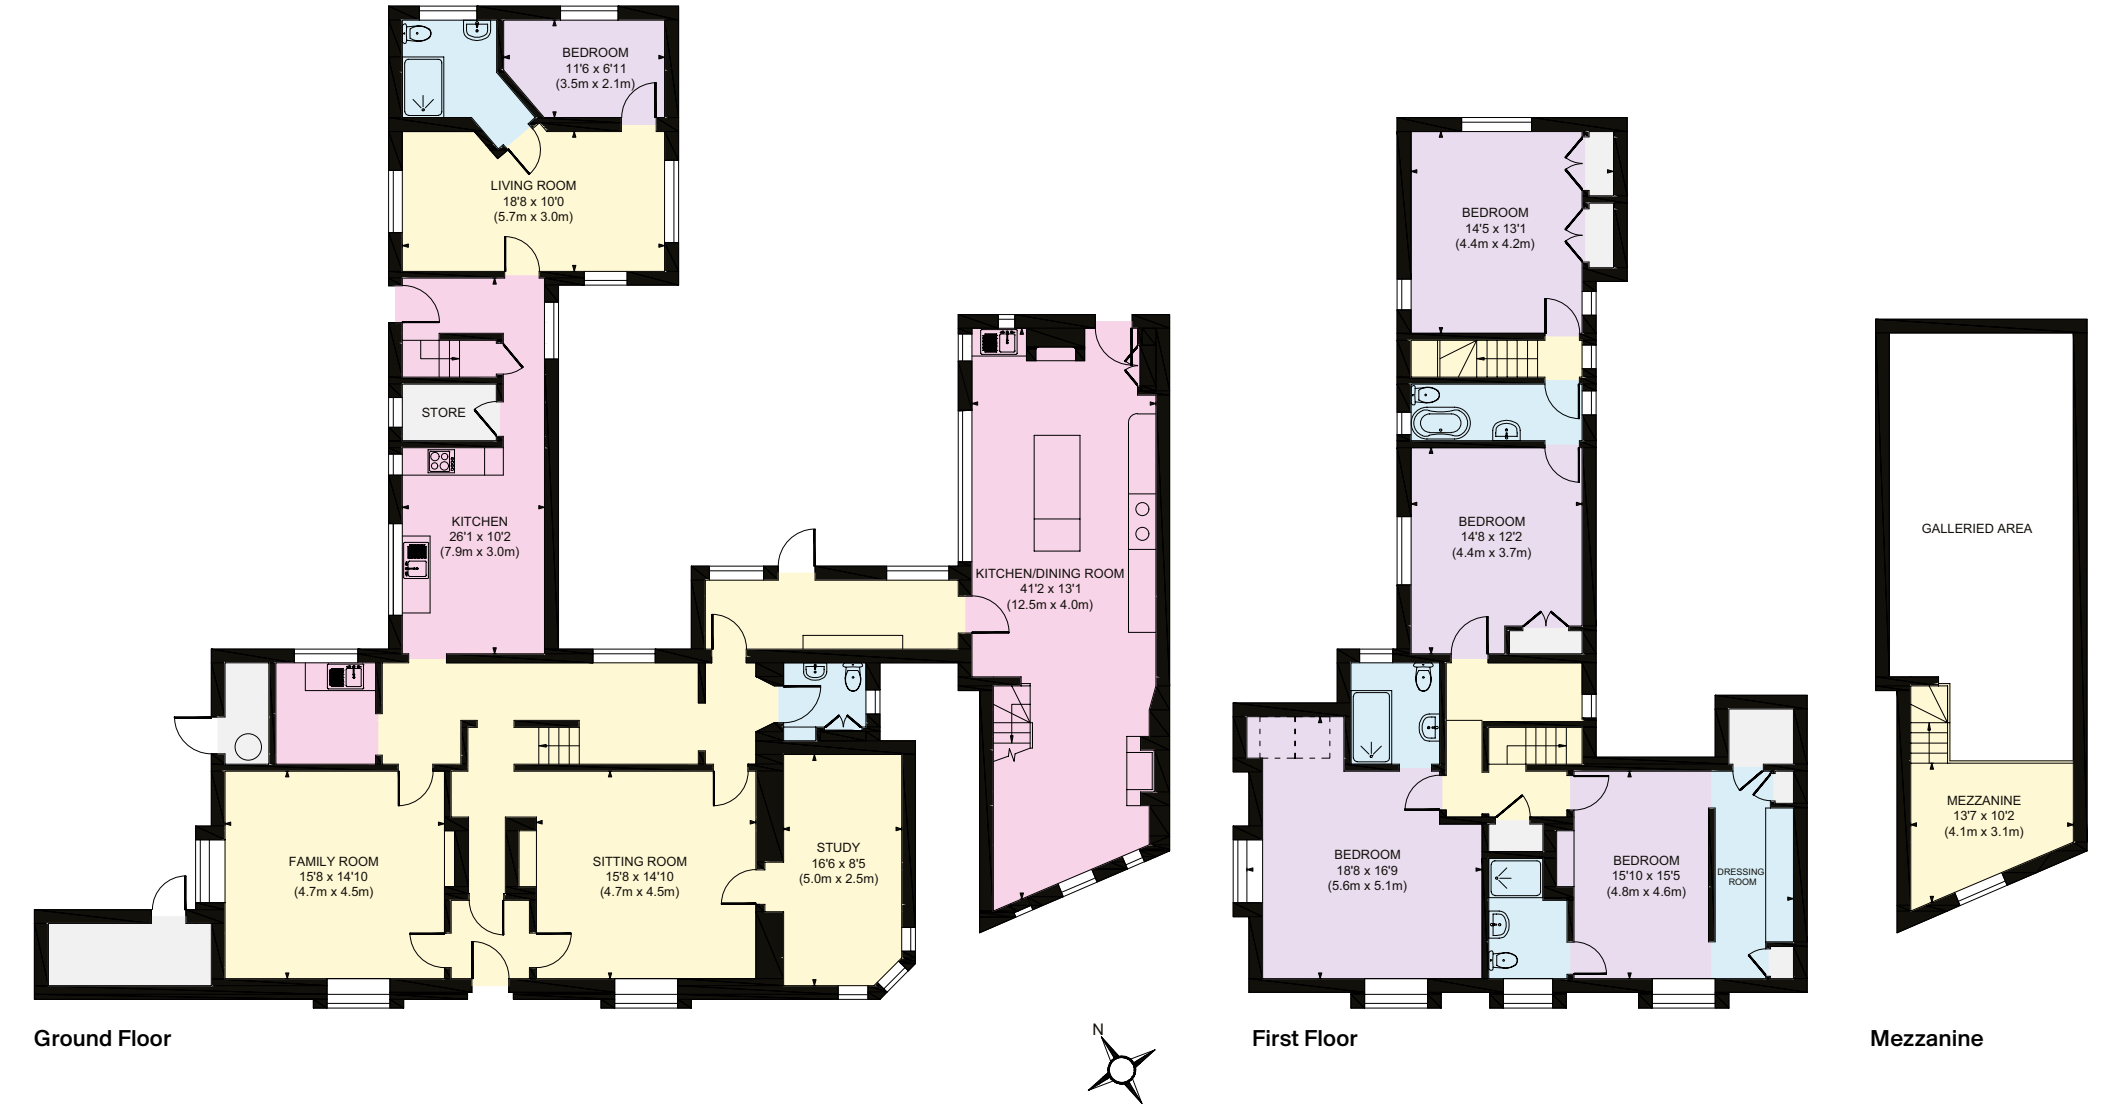 BEDROOM
11'6 x 6'11
(3.5m x 2.1m)
LIVING ROOM
18'8 x 10'0
(5.7m x 3.0m)
STORE
KITCHEN
26'1 x 10'2
(7.9m x 3.0m)
KITCHEN/DINING ROOM
41'2 x 13'1
(12.5m x 4.0m)
FAMILY ROOM
15'8 x 14'10
(4.7m x 4.5m)
SITTING ROOM
15'8 x 14'10
(4.7m x 4.5m)
STUDY
16'6 x 8'5
(5.0m x 2.5m)
Ground Floor
N
BEDROOM
14'5 x 13'1
(4.4m x 4.2m)
BEDROOM
14'8 x 12'2
(4.4m x 3.7m)
BEDROOM
18'8 x 16'9
(5.6m x 5.1m)
BEDROOM
15'10 x 15'5
(4.8m x 4.6m)
DRESSING
ROOM
First Floor
GALLERIED AREA
MEZZANINE
13'7 x 10'2
(4.1m x 3.1m)
Mezzanine